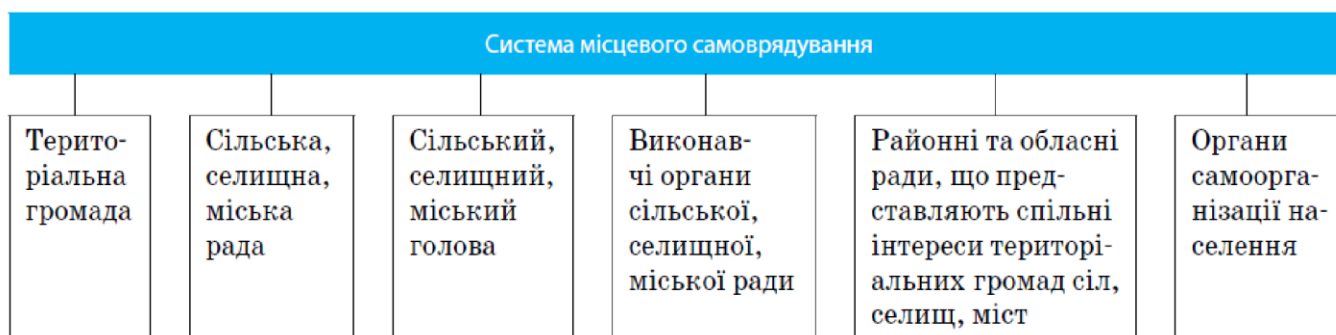 Система місцевого самоврядування
Терито-
ріальна
громада
Сільська,
селищна,
міська
рада
Сільський,
селищний,
міський
голова
Виконав-
чі органи
сільської,
селищної,
міської ради
Районні та обласні
ради, що пред-
ставляють спільні
інтереси територі-
альних громад сіл,
селищ, міст
Органи
самоорга-
нізації на-
селення